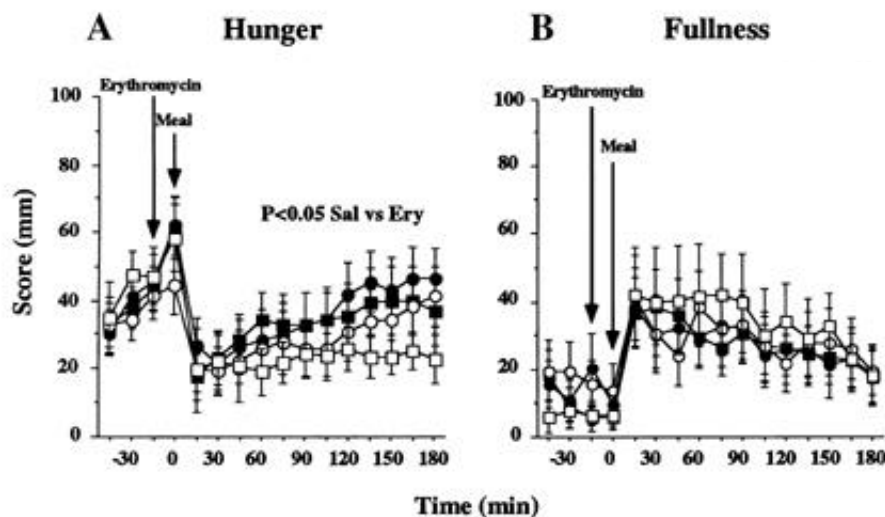 A Hunger
Erythromycin
Meal
P<0.05 Sal vs Ery
Score (mm)
100
80
60
40
20
0
-30 0 30 60 90 120 150 180
B Fullness
Erythromycin
Meal
100
80
60
40
20
0
-30 0 30 60 90 120 150 180
Time (min)